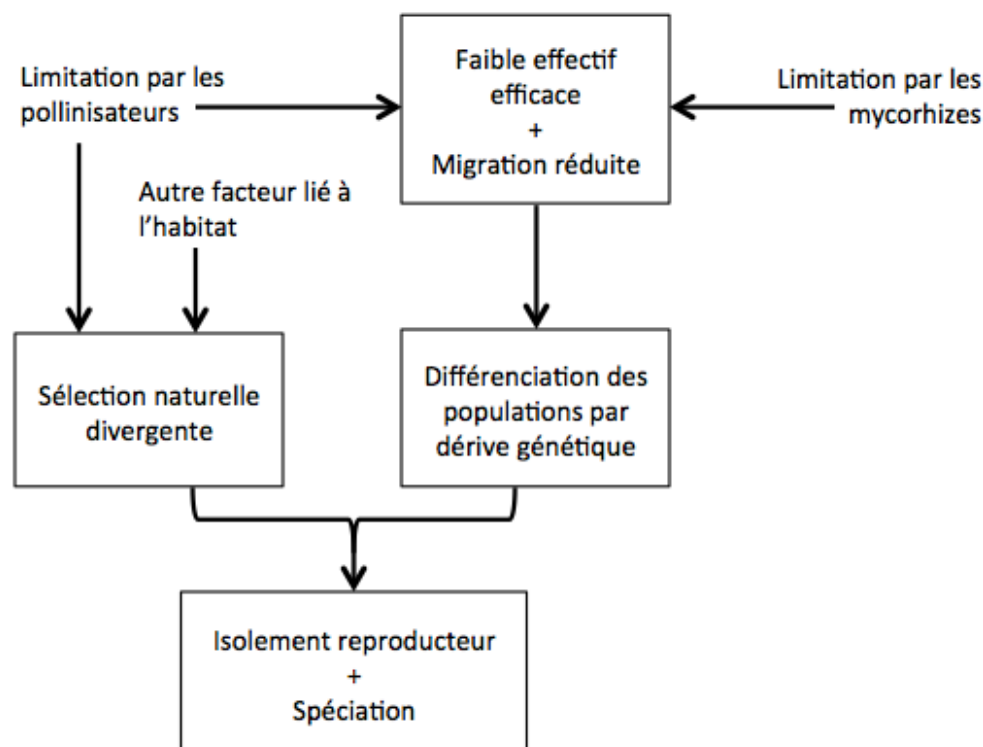 Faible effectif
efficace
+
Migration réduite
Limitation par les
pollinisateurs
Limitation par les
mycorhizes
Autre facteur lié à
l’habitat
Sélection naturelle
divergente
Différenciation des
populations par
dérive génétique
Isolement reproducteur
+
Spéciation